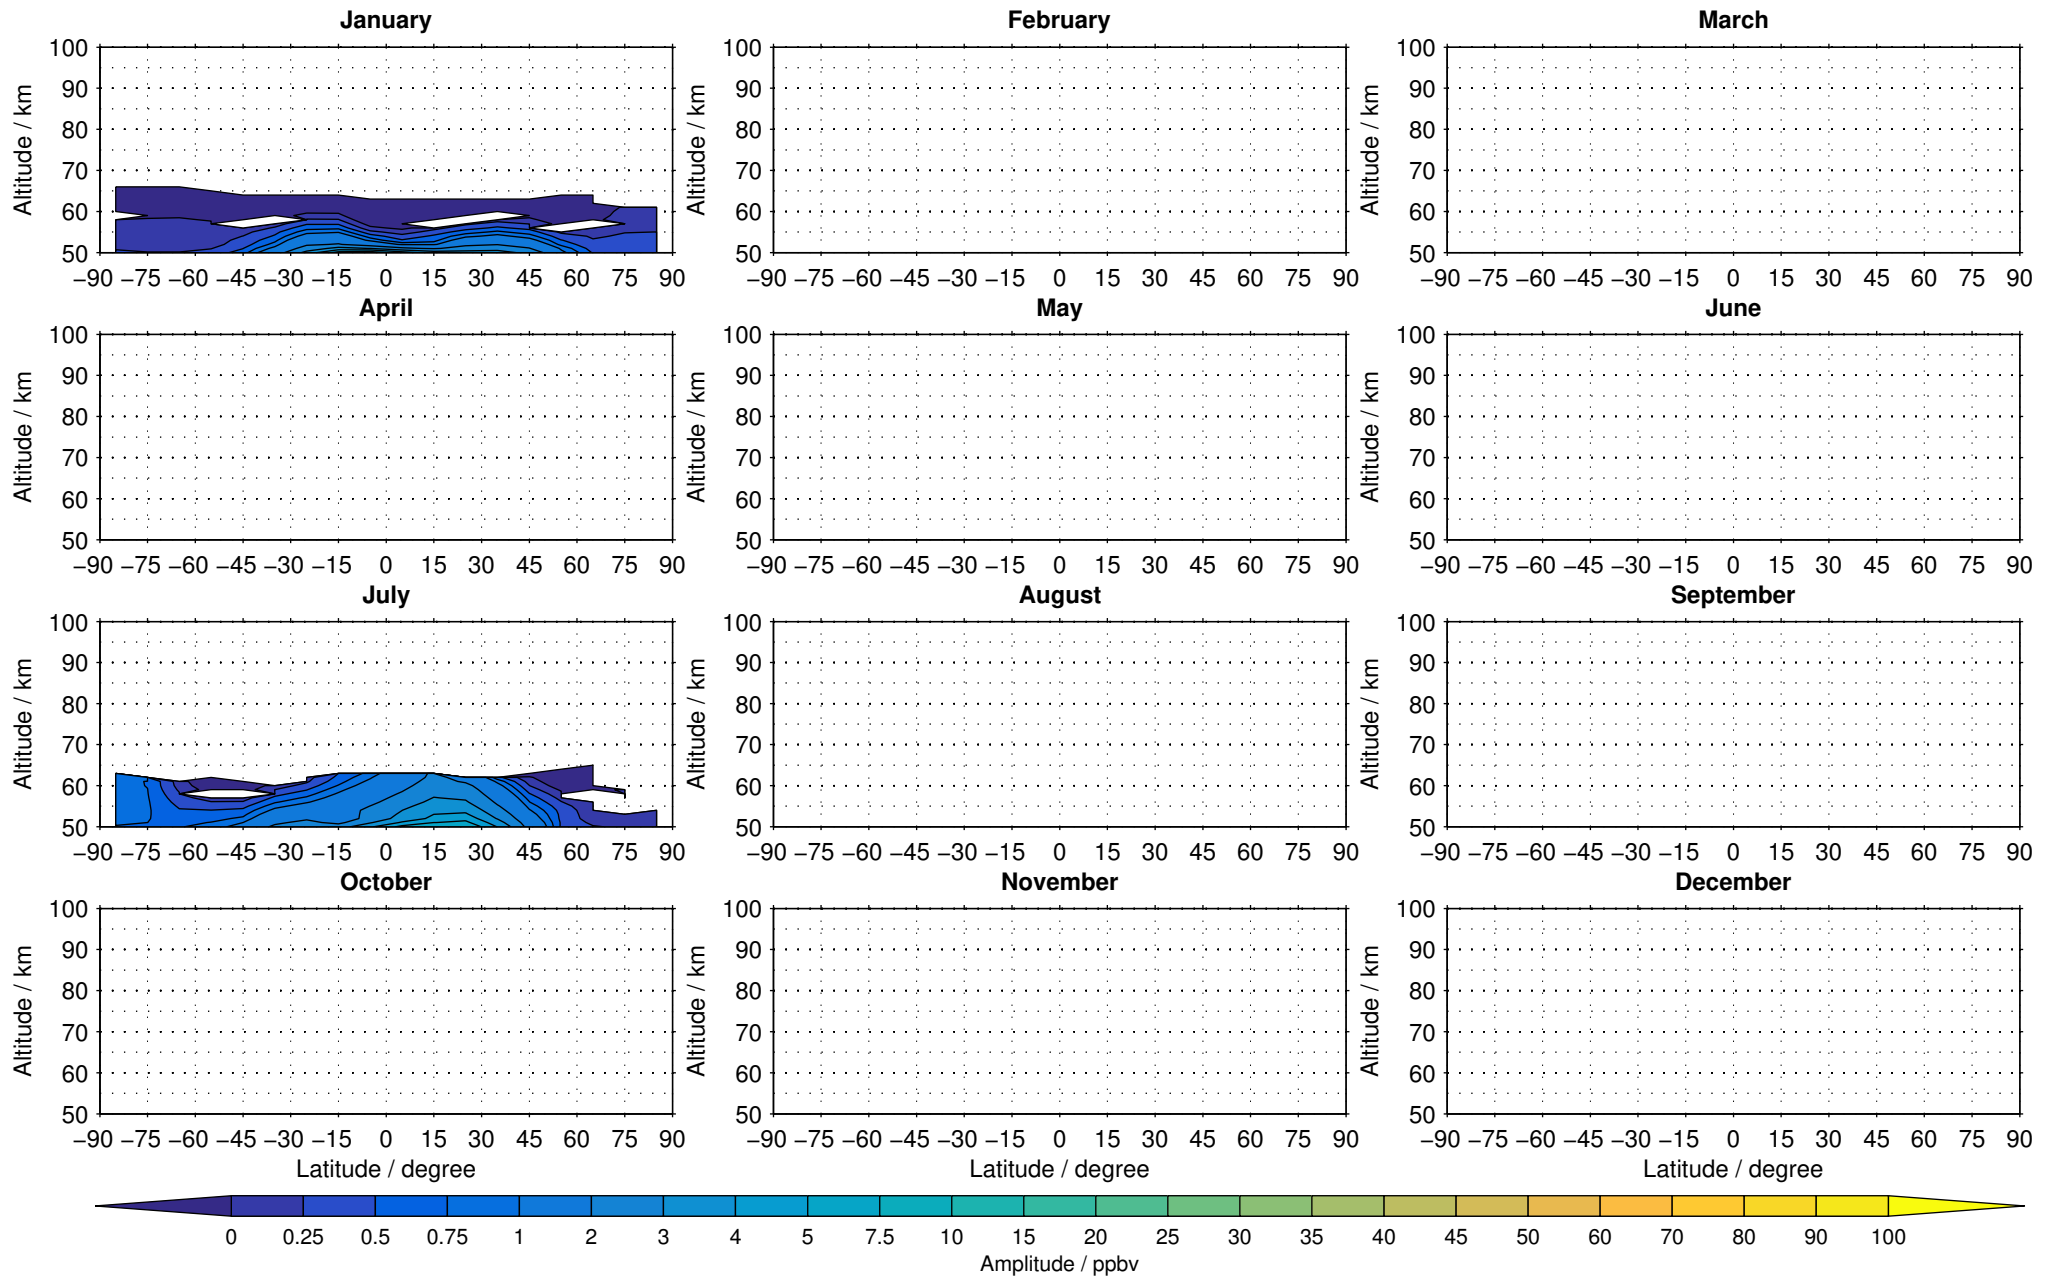 January February March
100 100 100
90 90 90
80 80 80
70 70 70
60 60 60
50 50 50
Altitude / km Altitude / km Altitude / km
−90 −75 −60 −45 −30 −15 0 15 30 45 60 75 90 −90 −75 −60 −45 −30 −15 0 15 30 45 60 75 90 −90 −75 −60 −45 −30 −15 0 15 30 45 60 75 90
April May June
100 100 100
90 90 90
80 80 80
70 70 70
60 60 60
50 50 50
Altitude / km Altitude / km Altitude / km
−90 −75 −60 −45 −30 −15 0 15 30 45 60 75 90 −90 −75 −60 −45 −30 −15 0 15 30 45 60 75 90 −90 −75 −60 −45 −30 −15 0 15 30 45 60 75 90
July August September
100 100 100
90 90 90
80 80 80
70 70 70
60 60 60
50 50 50
Altitude / km Altitude / km Altitude / km
−90 −75 −60 −45 −30 −15 0 15 30 45 60 75 90 −90 −75 −60 −45 −30 −15 0 15 30 45 60 75 90 −90 −75 −60 −45 −30 −15 0 15 30 45 60 75 90
October November December
100 100 100
90 90 90
80 80 80
70 70 70
60 60 60
50 50 50
Altitude / km Altitude / km Altitude / km
−90 −75 −60 −45 −30 −15 0 15 30 45 60 75 90 −90 −75 −60 −45 −30 −15 0 15 30 45 60 75 90 −90 −75 −60 −45 −30 −15 0 15 30 45 60 75 90
Latitude / degree Latitude / degree Latitude / degree
0 0.25 0.5 0.75 1 2 3 4 5 7.5 10 15 20 25 30 35 40 45 50 60 70 80 90 100
Amplitude / ppbv